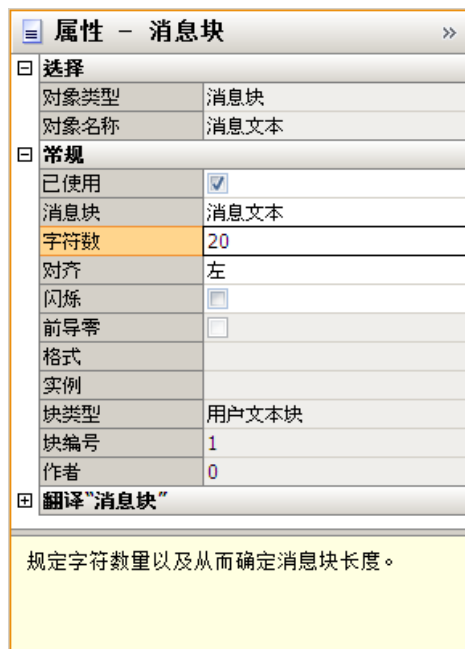 属性 - 消息块 »
选择
对象类型 消息块
对象名称 消息文本
常规
已使用
消息块 消息文本
字符数 20
对齐 左
闪烁
前导零
格式
实例
块类型 用户文本块
块编号 1
作者 0
翻译"消息块"
规定字符数量以及从而确定消息块长度。